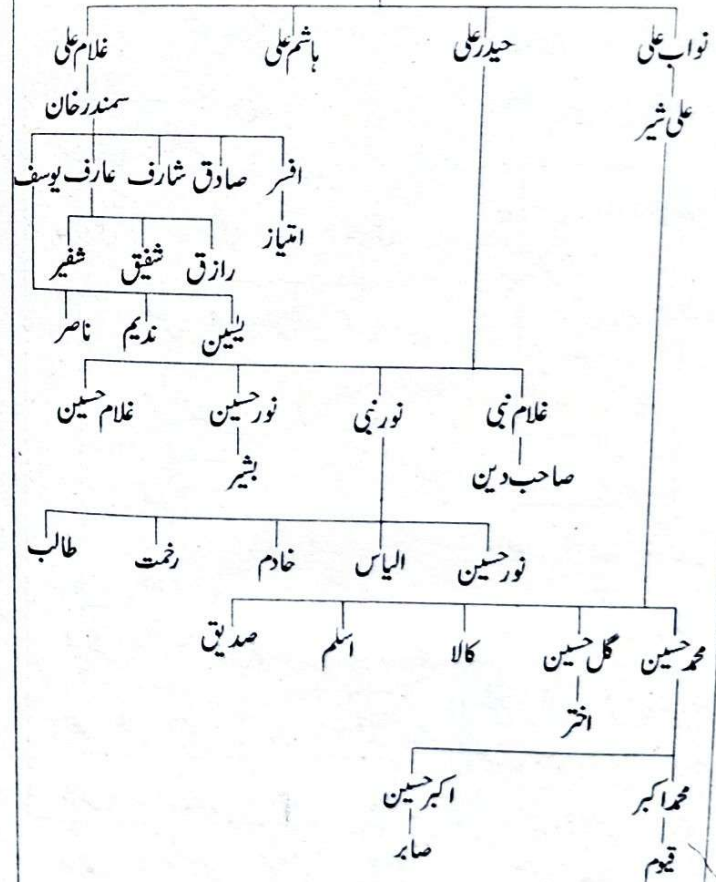 نواب علی حیدر علی ہاشم علی غلام علی
علی شیر سمندر خان
افسر صادق شارف عارف یوسف
امتیاز
رازق شفیق شفیر
یٰسین ندیم ناصر
غلام نبی نور نبی نور حسین غلام حسین
صاحب دین بشیر
نور حسین الیاس خادم رحمت طالب
محمد حسین گل حسین کالا اسلم صدیق
اختر
محمد اکبر اکبر حسین
قیوم صابر